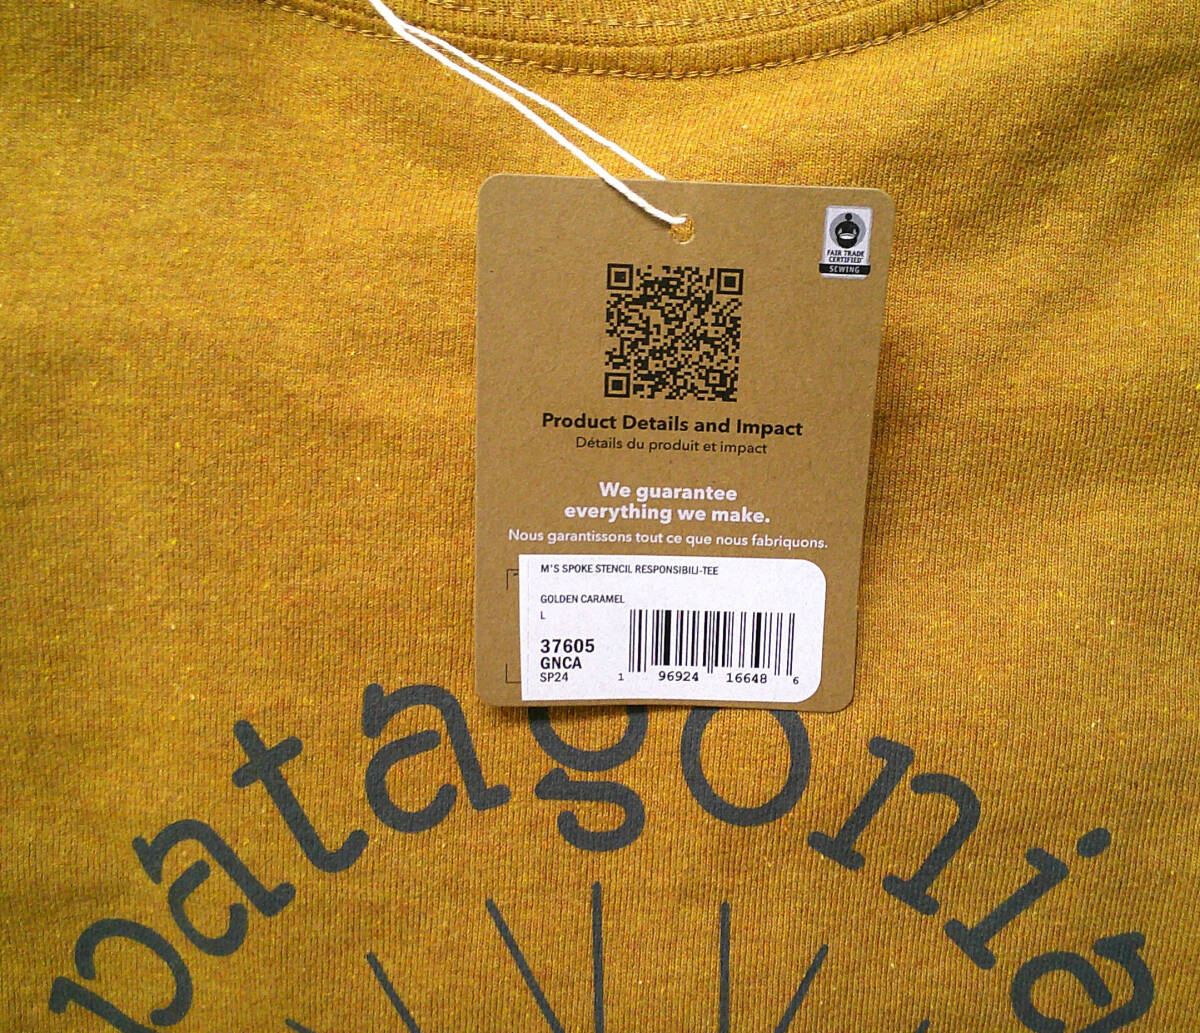 FAIR TRADE
CERTIFIED
SEWING
Product Details and Impact
Détails du produit et impact
We guarantee
everything we make.
Nous garantissons tout ce que nous fabriquons.
M'S SPOKE STENCIL RESPONSIBILI-TEE
GOLDEN CARAMEL
L
37605
GNCA
SP24
1 96924 16648 6
patagonia